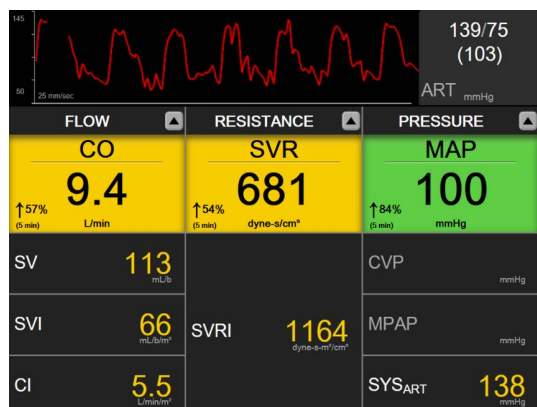 145
50
25 mm/sec
139/75
(103)
ART mmHg
FLOW
RESISTANCE
PRESSURE
CO
9.4
↑57%
(5 min)
L/min
SVR
681
↑54%
(5 min)
dyne-s/cm⁵
MAP
100
↑84%
(5 min)
mmHg
SV 113
mL/b
SVI 66
mL/b/m²
CI 5.5
L/min/m²
SVRI 1164
dyne-s-m²/cm⁵
CVP
mmHg
MPAP
mmHg
SYSART 138
mmHg